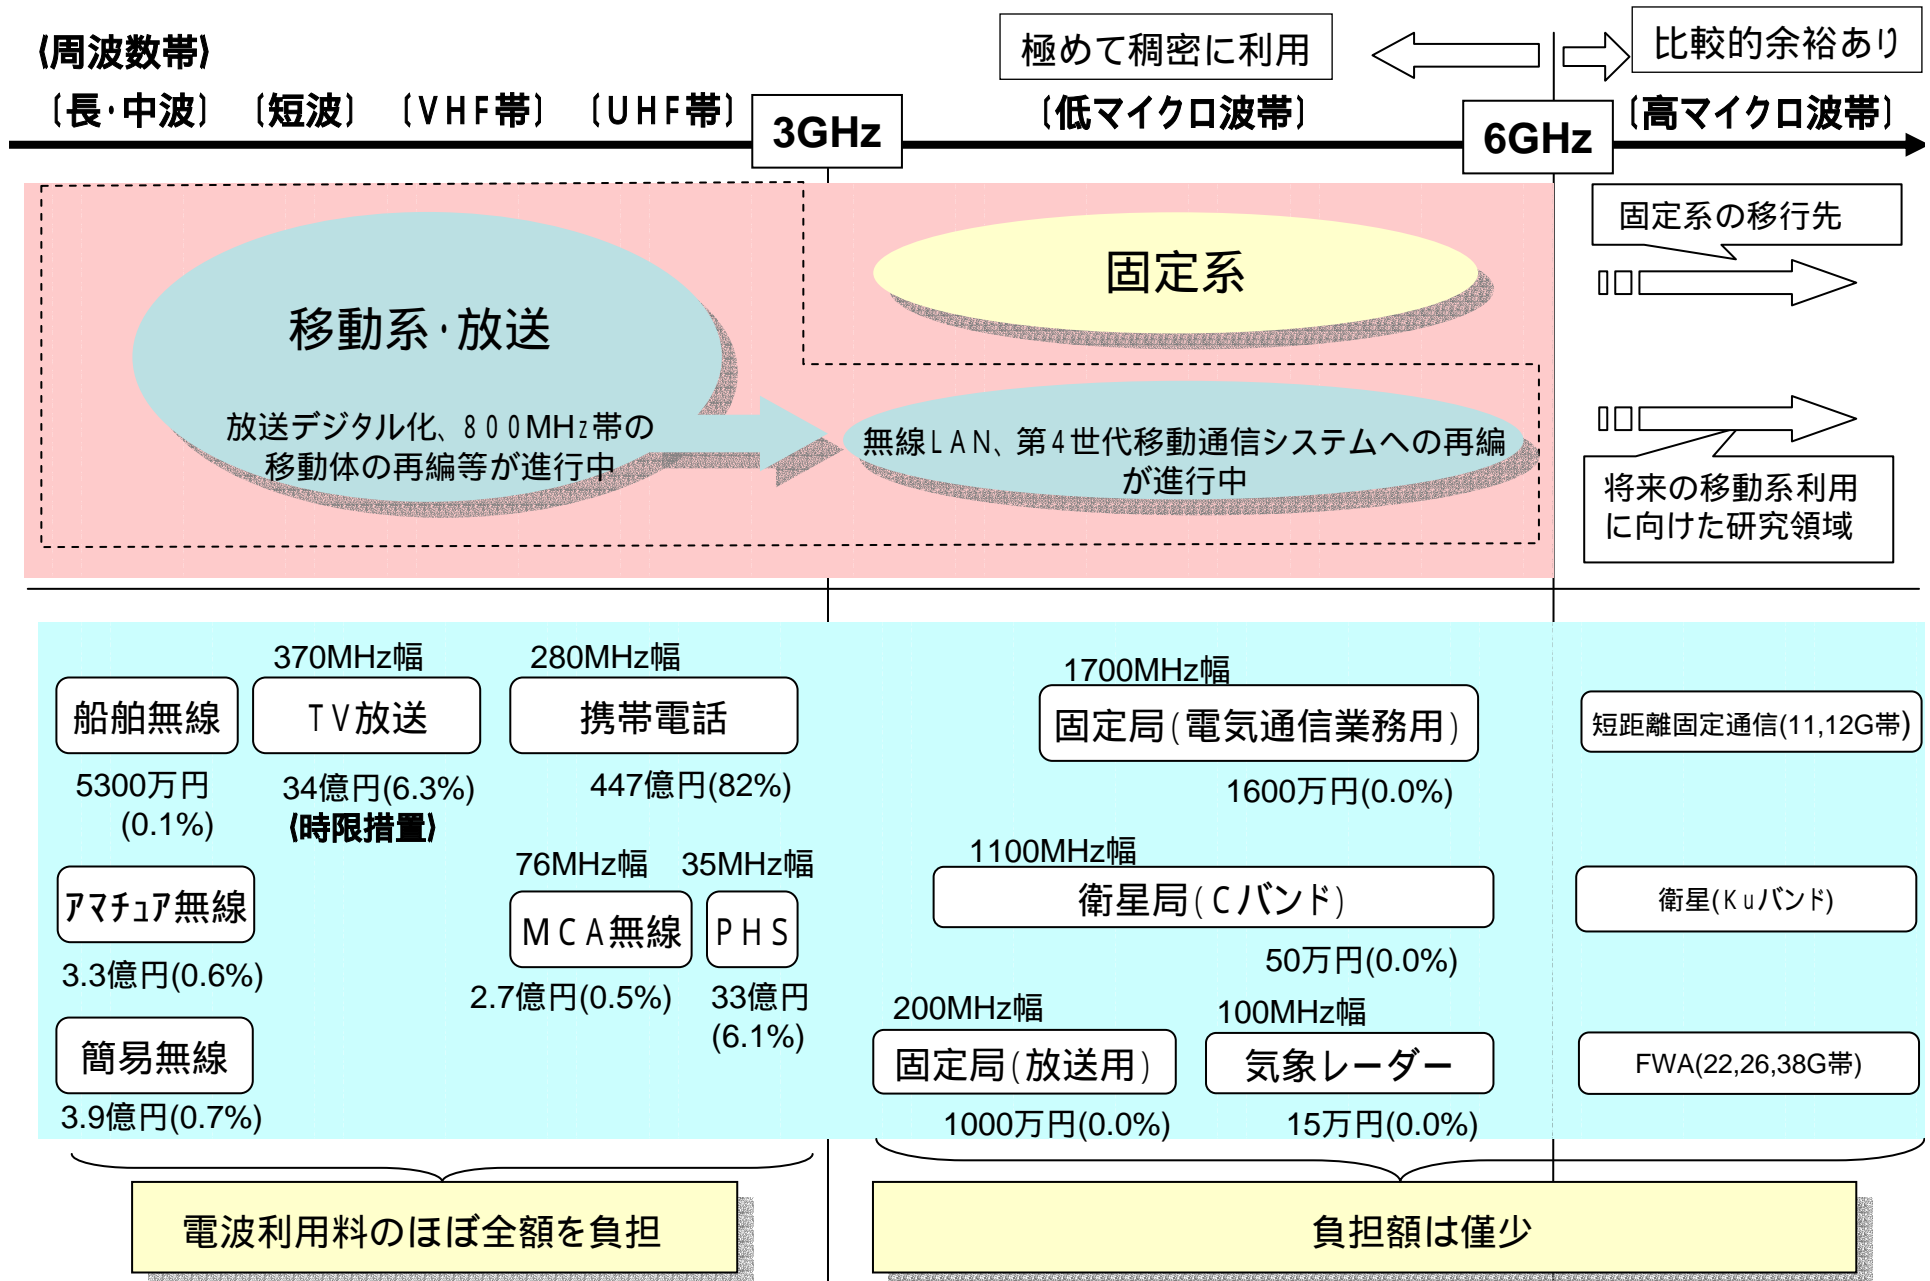 〈周波数帯〉
極めて稠密に利用
比較的余裕あり
〔長・中波〕 〔短波〕 〔VHF帯〕 〔UHF帯〕
3GHz
〔低マイクロ波帯〕
6GHz
〔高マイクロ波帯〕
移動系・放送
放送デジタル化、800MHz帯の
移動体の再編等が進行中
固定系
無線LAN、第4世代移動通信システムへの再編
が進行中
固定系の移行先
将来の移動系利用
に向けた研究領域
船舶無線
5300万円
(0.1%)
370MHz幅
TV放送
34億円(6.3%)
〈時限措置〉
280MHz幅
携帯電話
447億円(82%)
1700MHz幅
固定局(電気通信業務用)
1600万円(0.0%)
短距離固定通信(11,12G帯)
アマチュア無線
3.3億円(0.6%)
76MHz幅
MCA無線
2.7億円(0.5%)
35MHz幅
PHS
33億円
(6.1%)
1100MHz幅
衛星局(Cバンド)
50万円(0.0%)
衛星(Kuバンド)
簡易無線
3.9億円(0.7%)
200MHz幅
固定局(放送用)
1000万円(0.0%)
100MHz幅
気象レーダー
15万円(0.0%)
FWA(22,26,38G帯)
電波利用料のほぼ全額を負担
負担額は僅少